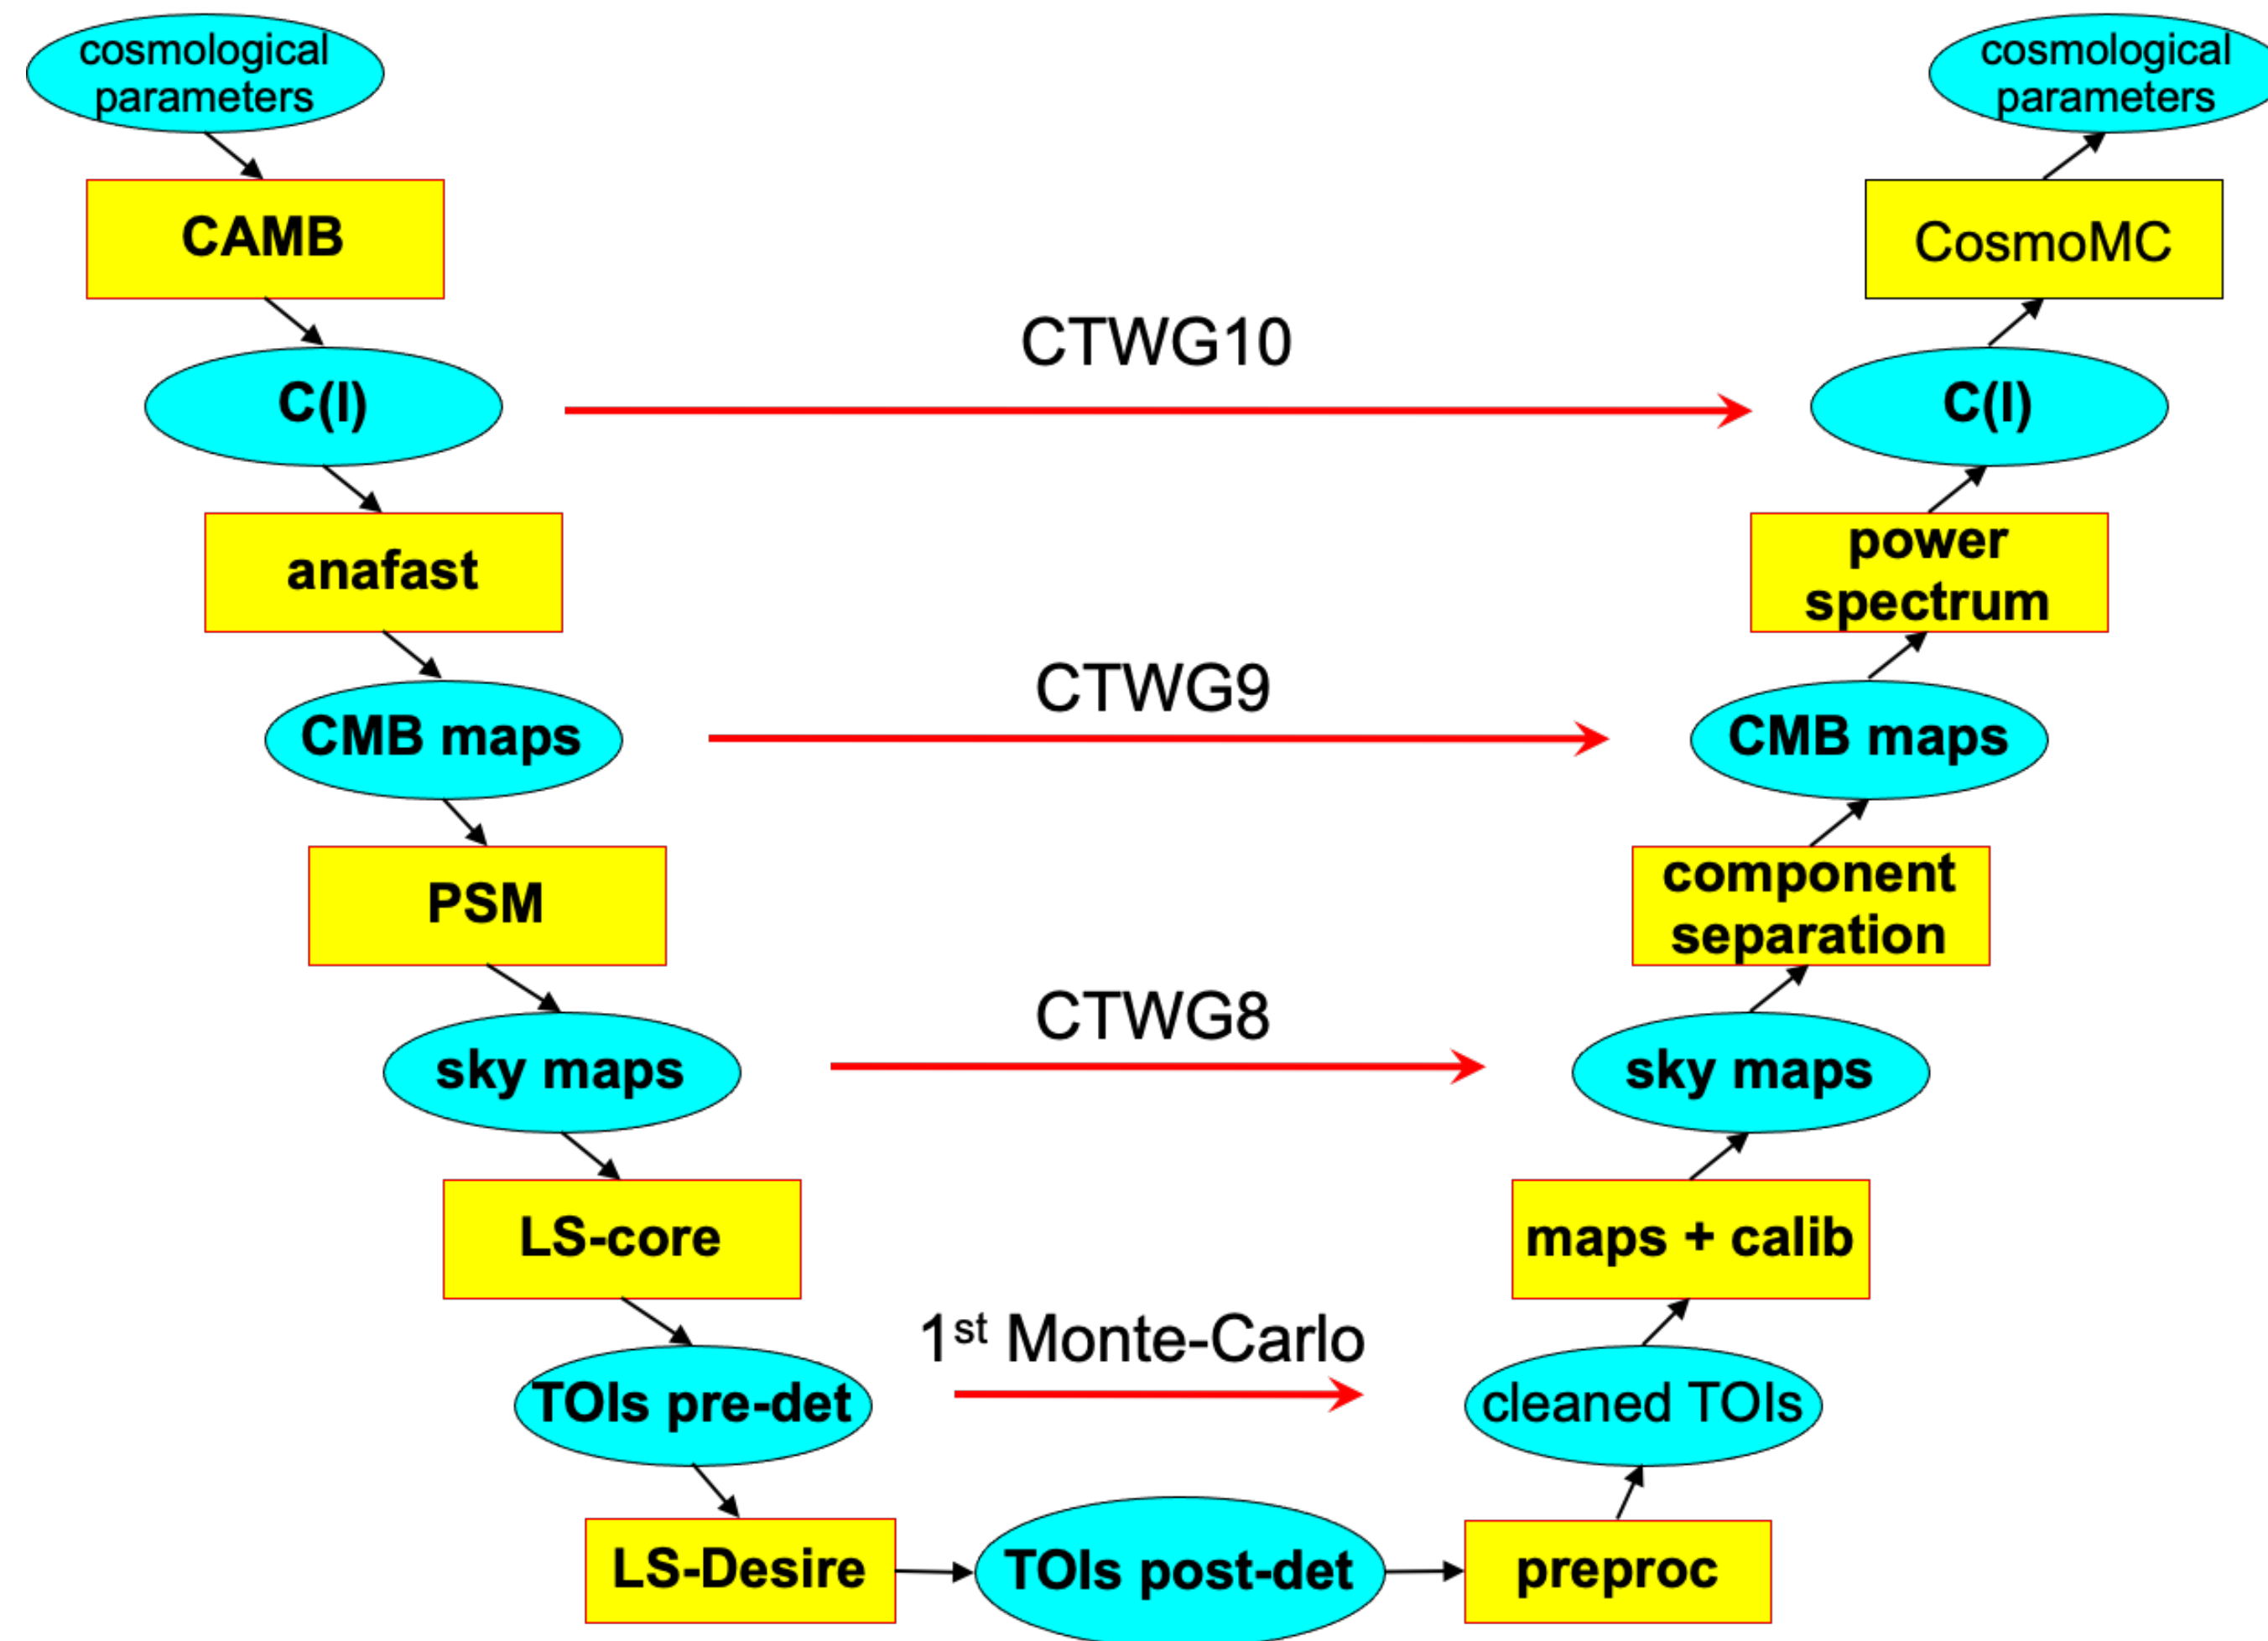 cosmological
parameters
cosmological
parameters
CAMB
CosmoMC
CTWG10
C(l)
C(l)
anafast
power
spectrum
CTWG9
CMB maps
CMB maps
PSM
component
separation
CTWG8
sky maps
sky maps
LS-core
maps + calib
1st Monte-Carlo
TOIs pre-det
cleaned TOIs
LS-Desire
TOIs post-det
preproc